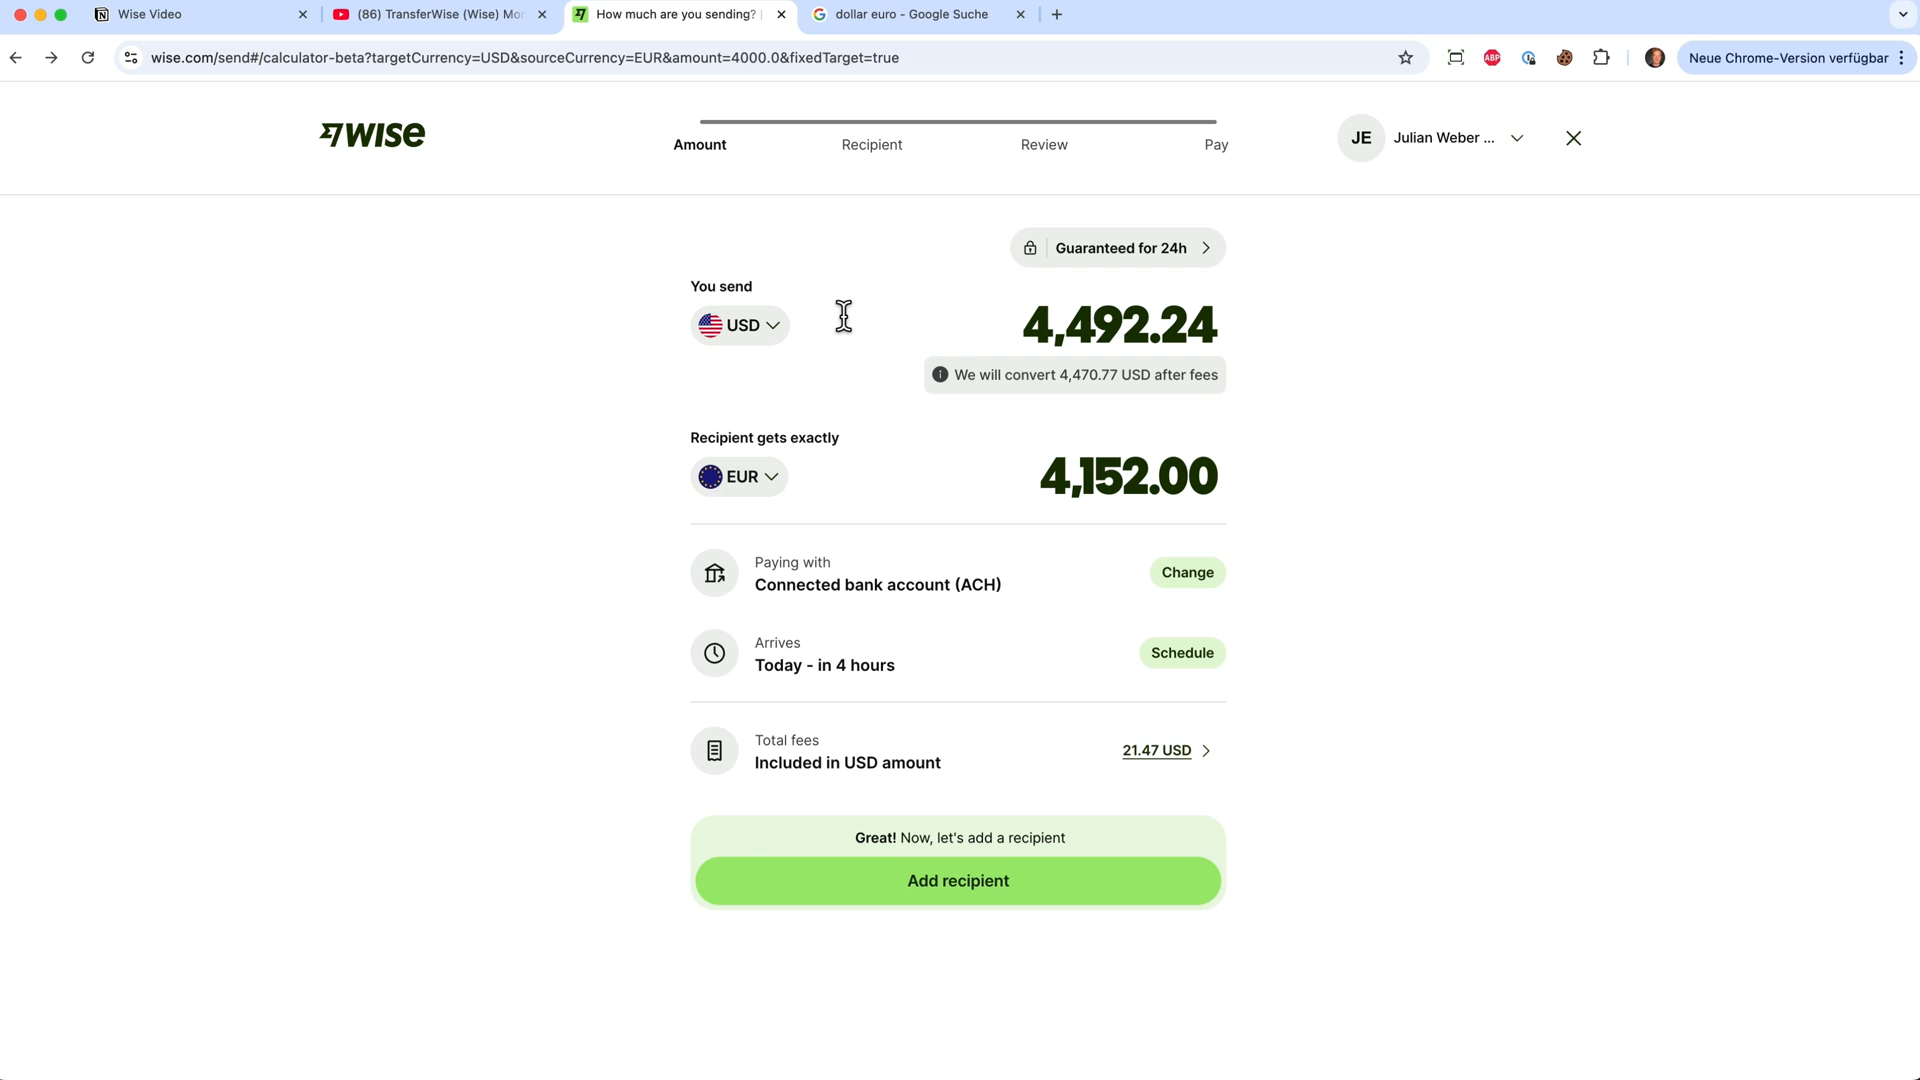 Wise Video
(86) TransferWise (Wise) Mor
How much are you sending? |
dollar euro - Google Suche
wise.com/send#/calculator-beta?targetCurrency=USD&sourceCurrency=EUR&amount=4000.0&fixedTarget=true
ABP
Neue Chrome-Version verfügbar
WISE
Amount
Recipient
Review
Pay
JE
Julian Weber ...
Guaranteed for 24h
You send
USD
4,492.24
We will convert 4,470.77 USD after fees
Recipient gets exactly
EUR
4,152.00
Paying with
Connected bank account (ACH)
Change
Arrives
Today - in 4 hours
Schedule
Total fees
Included in USD amount
21.47 USD
Great! Now, let's add a recipient
Add recipient